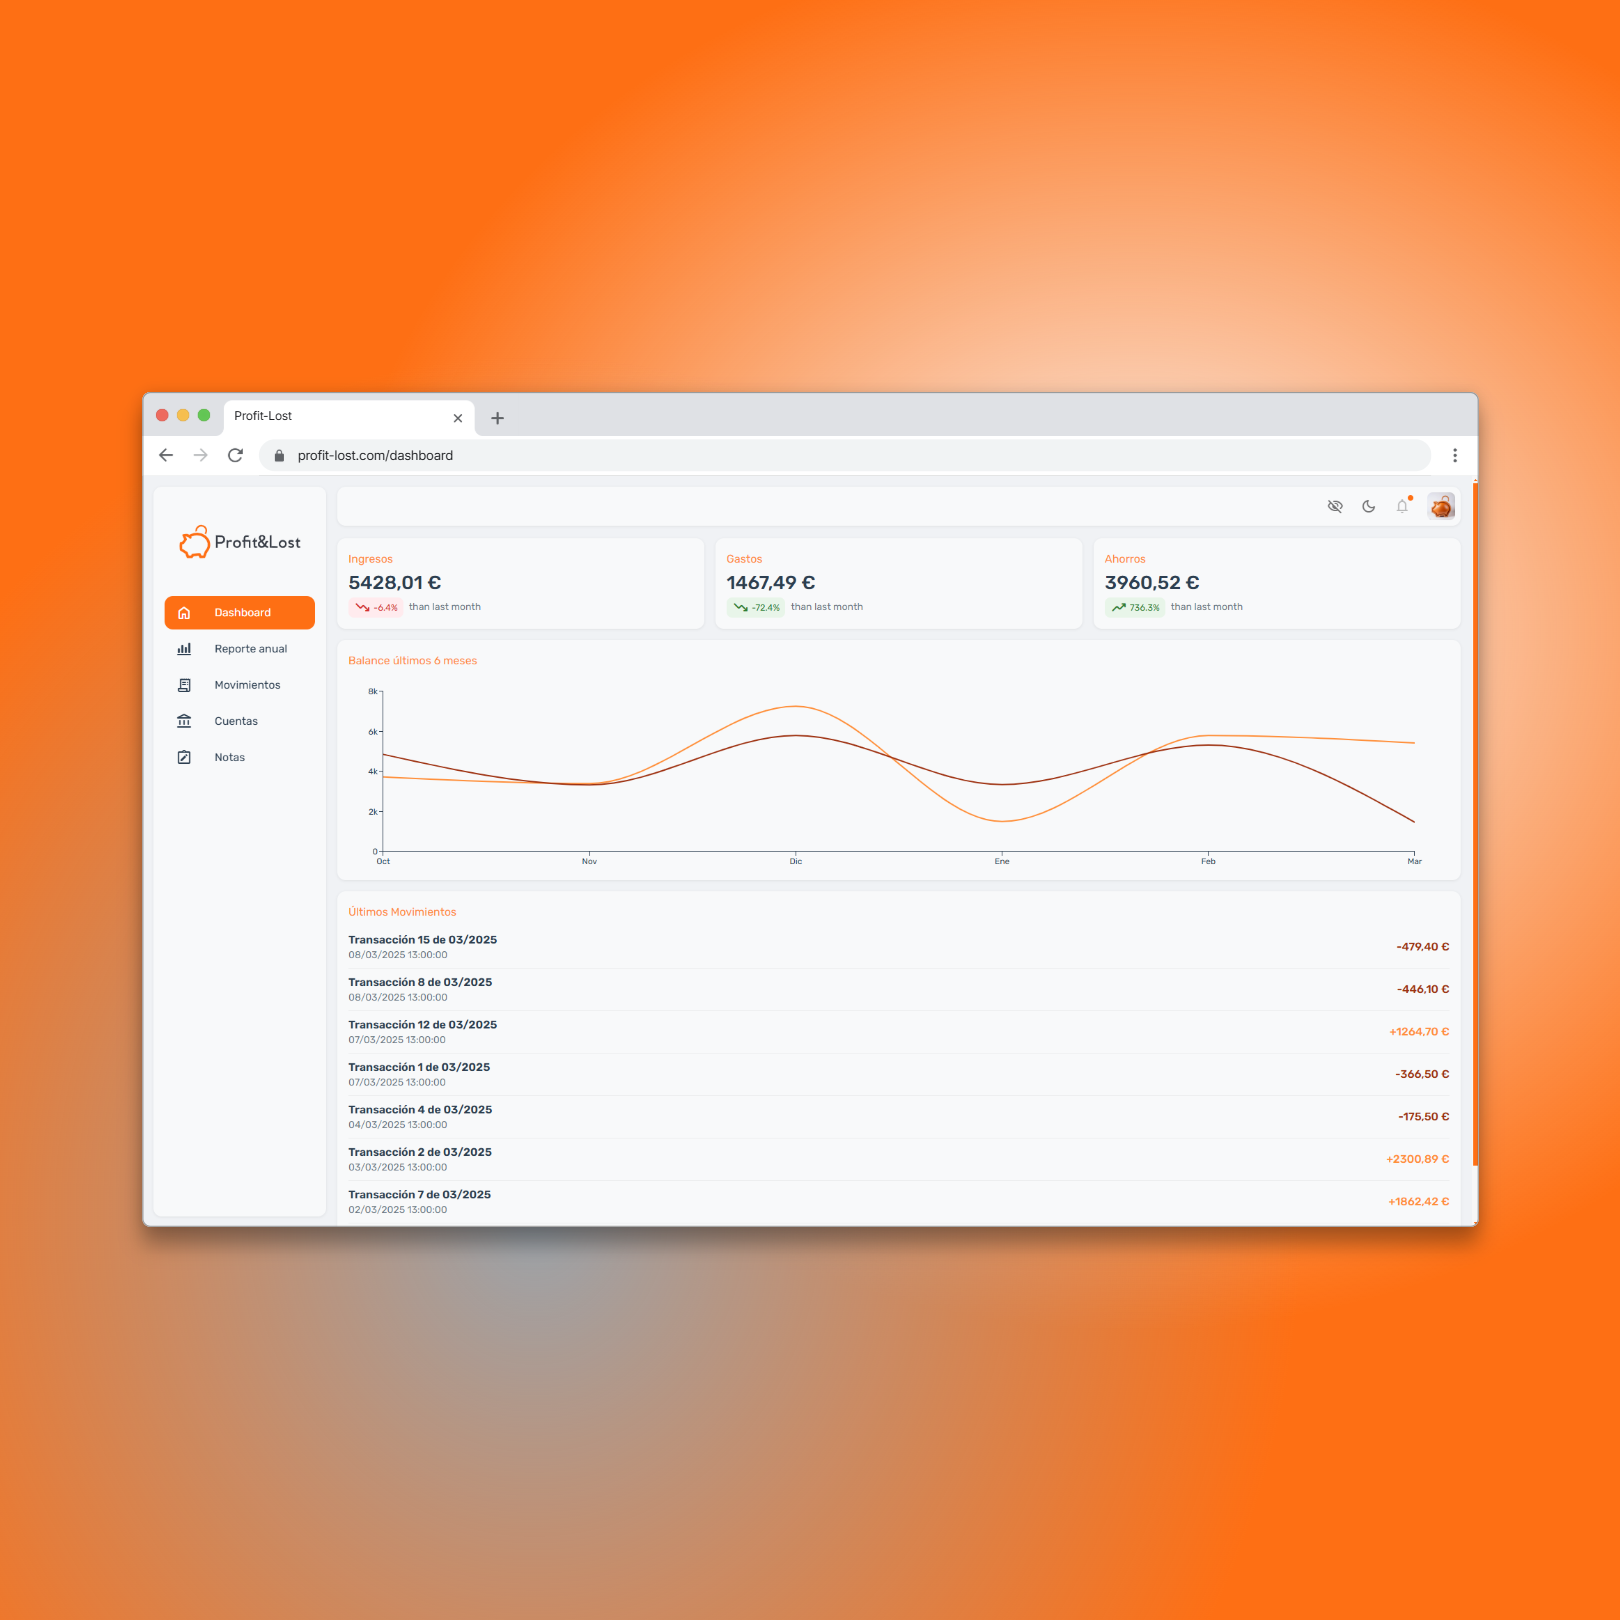 Profit-Lost
profit-lost.com/dashboard
Profit&Lost
Dashboard
Reporte anual
Movimientos
Cuentas
Notas
Ingresos
5428,01 €
-6.4% than last month
Gastos
1467,49 €
-72.4% than last month
Ahorros
3960,52 €
736.3% than last month
Balance últimos 6 meses
8k
6k
4k
2k
0
Oct Nov Dic Ene Feb Mar
Últimos Movimientos
Transacción 15 de 03/2025
08/03/2025 13:00:00
-479,40 €
Transacción 8 de 03/2025
08/03/2025 13:00:00
-446,10 €
Transacción 12 de 03/2025
07/03/2025 13:00:00
+1264,70 €
Transacción 1 de 03/2025
07/03/2025 13:00:00
-366,50 €
Transacción 4 de 03/2025
04/03/2025 13:00:00
-175,50 €
Transacción 2 de 03/2025
03/03/2025 13:00:00
+2300,89 €
Transacción 7 de 03/2025
02/03/2025 13:00:00
+1862,42 €